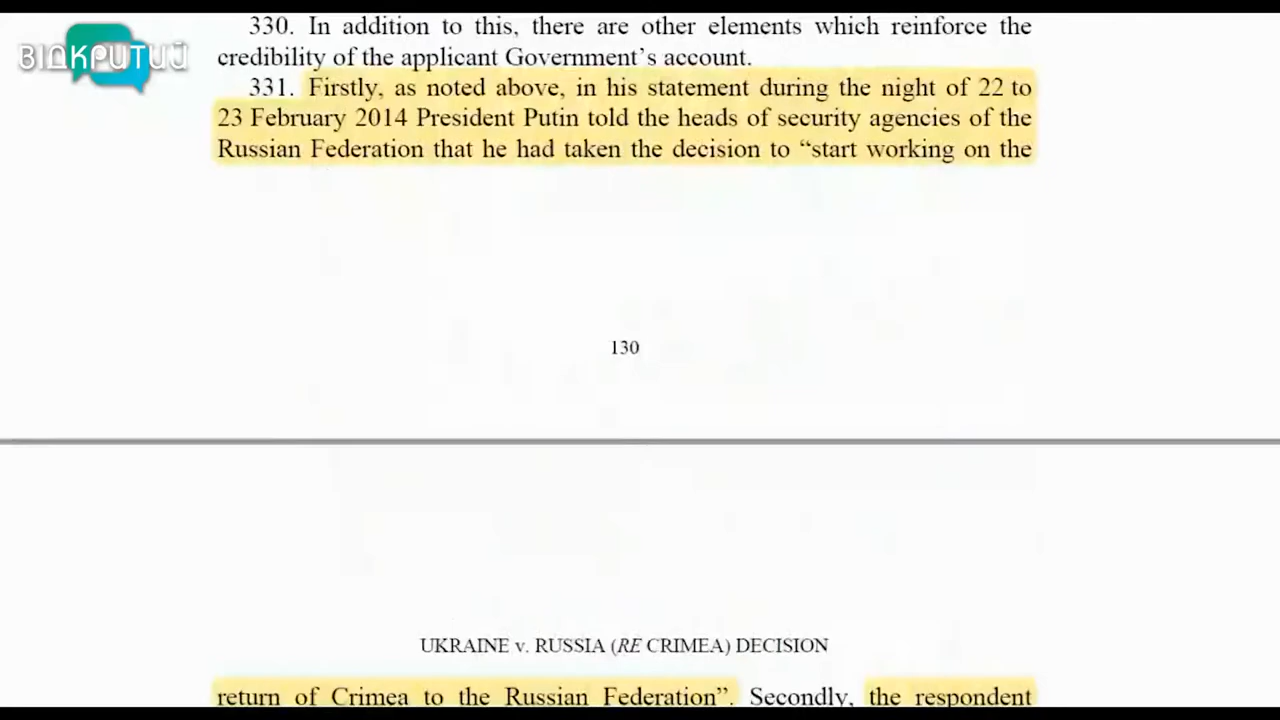 ВІДКРИТИЙ
330. In addition to this, there are other elements which reinforce the
credibility of the applicant Government’s account.
331. Firstly, as noted above, in his statement during the night of 22 to
23 February 2014 President Putin told the heads of security agencies of the
Russian Federation that he had taken the decision to “start working on the
130
UKRAINE v. RUSSIA (RE CRIMEA) DECISION
return of Crimea to the Russian Federation”. Secondly, the respondent